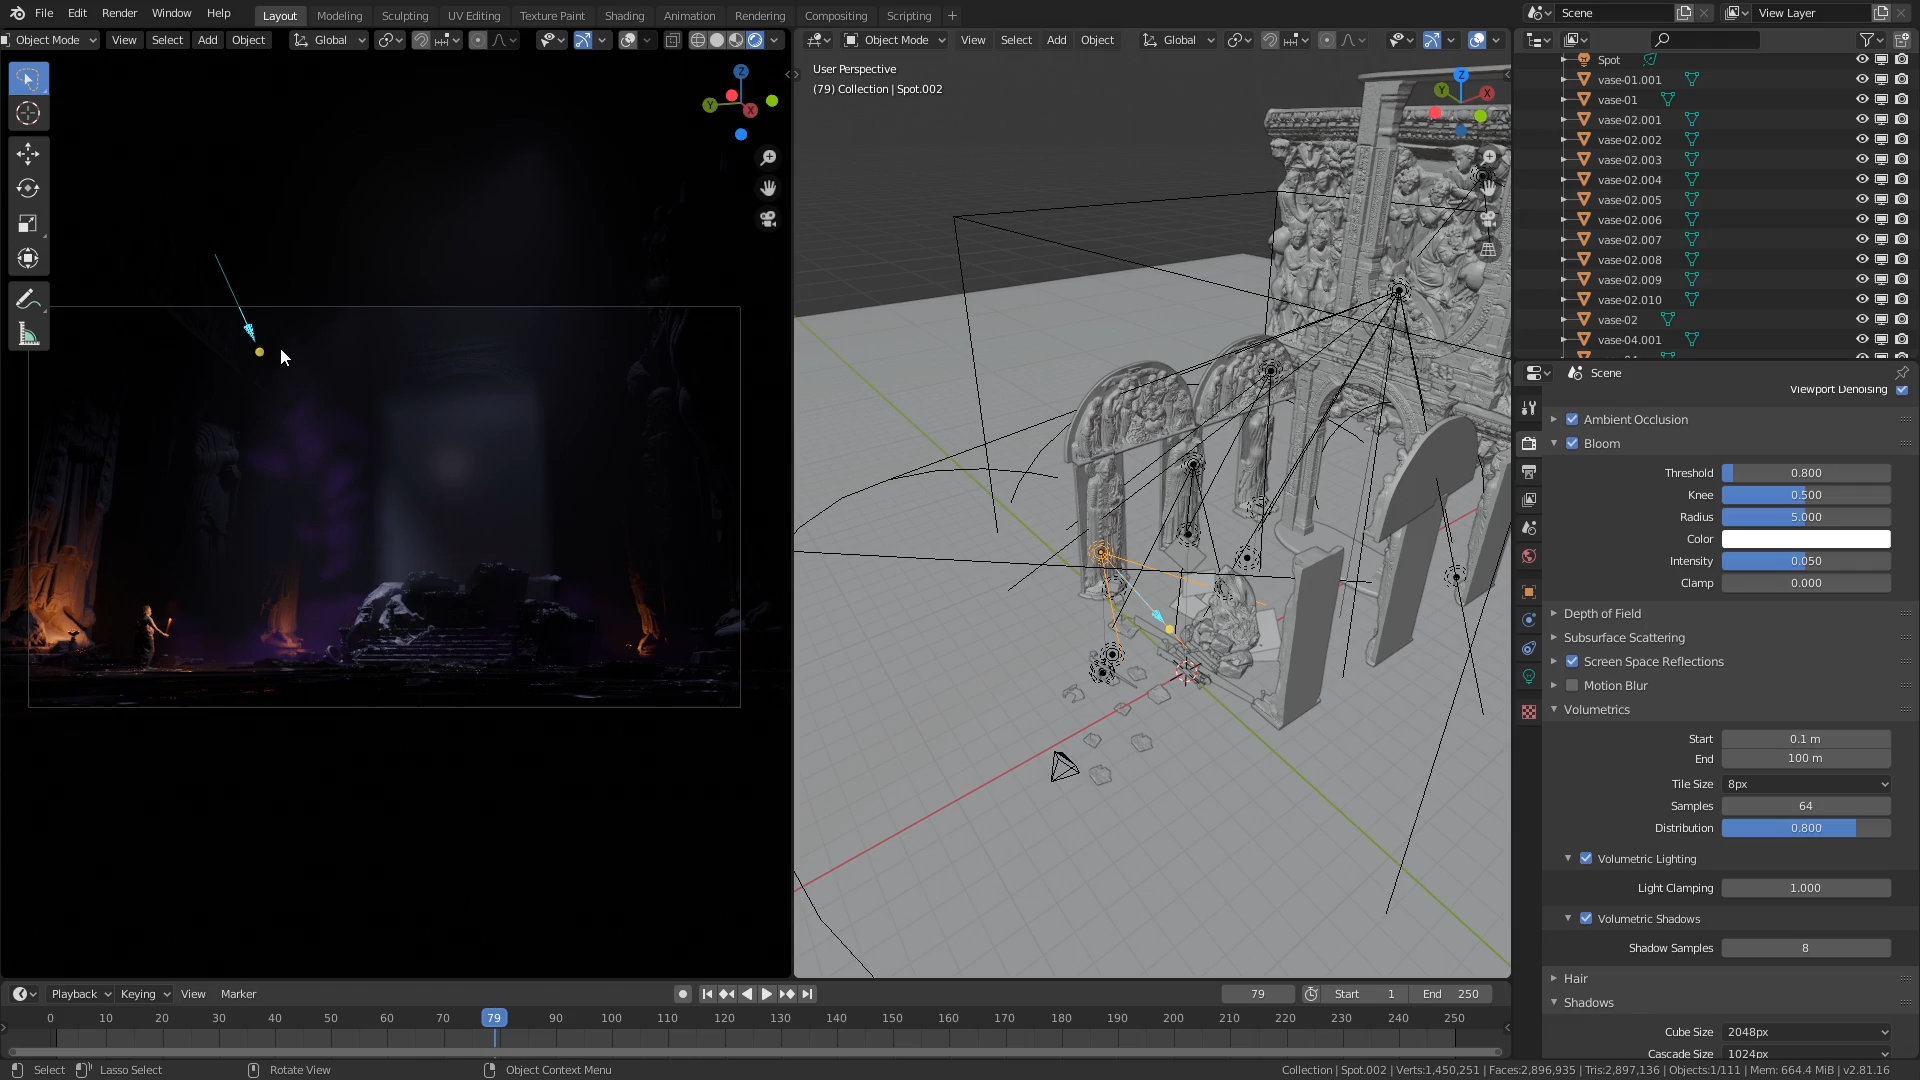 File Edit Render Window Help Layout Modeling Sculpting UV Editing Texture Paint Shading Animation Rendering Compositing Scripting + Scene View Layer
Object Mode View Select Add Object Global Object Mode View Select Add Object Global
User Perspective
(79) Collection | Spot.002
Z
Y
X
Z
Y
X
Spot
vase-01.001
vase-01
vase-02.001
vase-02.002
vase-02.003
vase-02.004
vase-02.005
vase-02.006
vase-02.007
vase-02.008
vase-02.009
vase-02.010
vase-02
vase-04.001
Scene
Viewport Denoising
Ambient Occlusion
Bloom
Threshold 0.800
Knee 0.500
Radius 5.000
Color
Intensity 0.050
Clamp 0.000
Depth of Field
Subsurface Scattering
Screen Space Reflections
Motion Blur
Volumetrics
Start 0.1 m
End 100 m
Tile Size 8px
Samples 64
Distribution 0.800
Volumetric Lighting
Light Clamping 1.000
Volumetric Shadows
Shadow Samples 8
Hair
Shadows
Cube Size 2048px
Cascade Size 1024px
Playback Keying View Marker 79 Start 1 End 250
0 10 20 30 40 50 60 70 79 90 100 110 120 130 140 150 160 170 180 190 200 210 220 230 240 250
Select Lasso Select Rotate View Object Context Menu Collection | Spot.002 | Verts:1,450,251 | Faces:2,896,935 | Tris:2,897,136 | Objects:1/111 | Mem: 664.4 MiB | v2.81.16